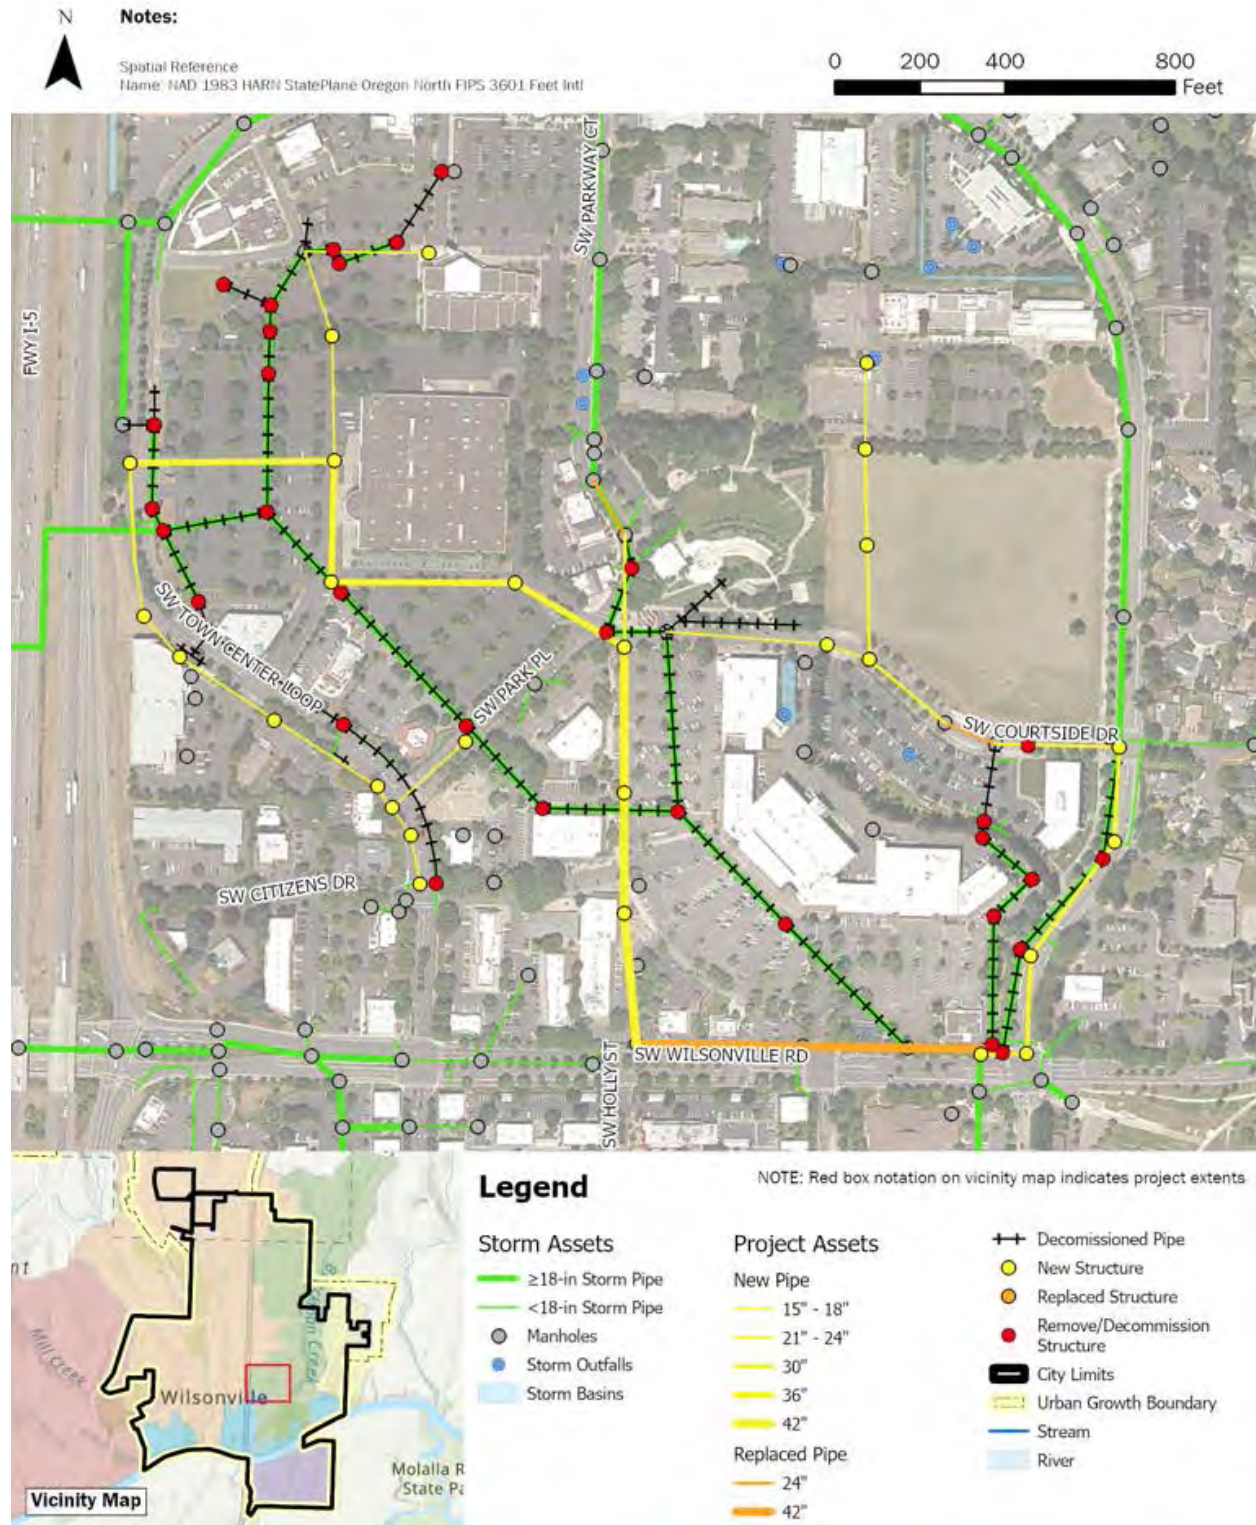 N
Notes:
Spatial Reference
Name: NAD 1983 HARN StatePlane Oregon North FIPS 3601 Feet Intl
0 200 400 800
Feet
FWY I-5
SW PARKWAY CT
SW TOWN CENTER LOOP
SW PARK PL
SW COURTSIDE DR
SW CITIZENS DR
SW HOLLY ST
SW WILSONVILLE RD
NOTE: Red box notation on vicinity map indicates project extents
Legend
Storm Assets
≥18-in Storm Pipe
<18-in Storm Pipe
Manholes
Storm Outfalls
Storm Basins
Project Assets
New Pipe
15" - 18"
21" - 24"
30"
36"
42"
Replaced Pipe
24"
42"
Decomissioned Pipe
New Structure
Replaced Structure
Remove/Decommission
Structure
City Limits
Urban Growth Boundary
Stream
River
nt
Mill Creek
Creek
Wilsonville
Molalla R
State Pa
Vicinity Map